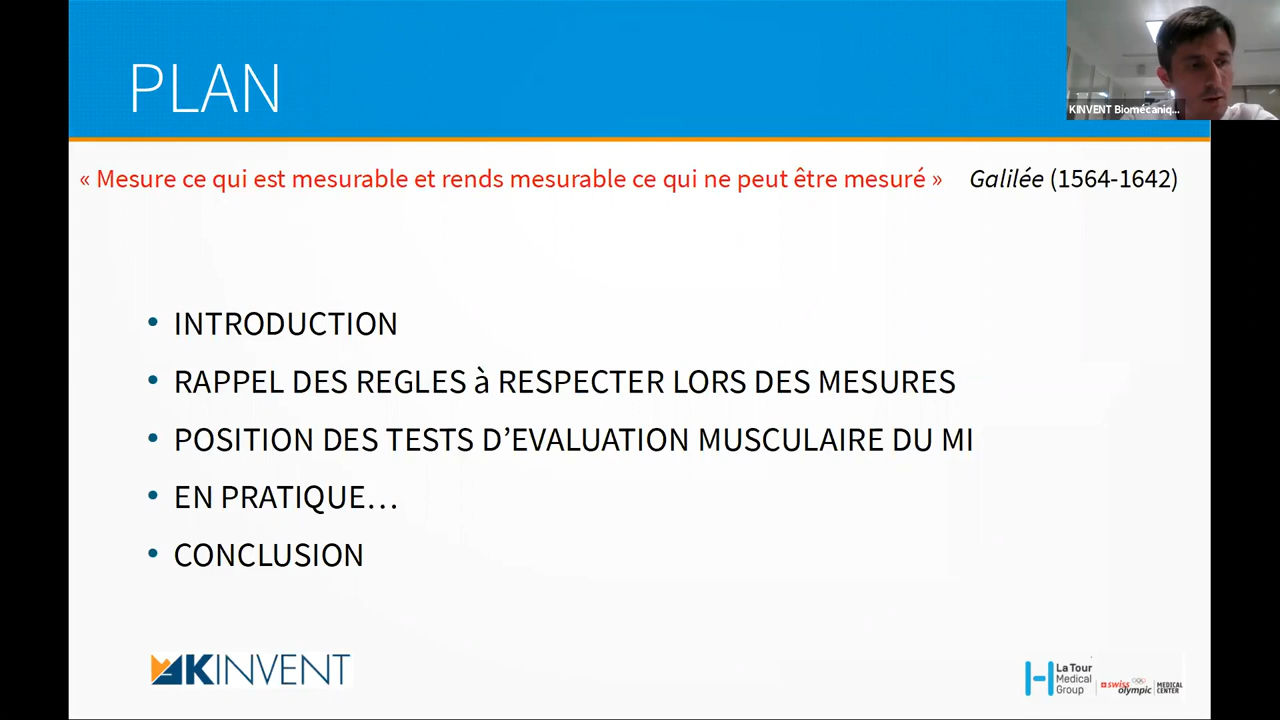 PLAN
KINVENT Biomécaniq...
« Mesure ce qui est mesurable et rends mesurable ce qui ne peut être mesuré » Galilée (1564-1642)
• INTRODUCTION
• RAPPEL DES REGLES à RESPECTER LORS DES MESURES
• POSITION DES TESTS D’EVALUATION MUSCULAIRE DU MI
• EN PRATIQUE…
• CONCLUSION
KINVENT
La Tour
Medical
Group
swiss
olympic
MEDICAL
CENTER